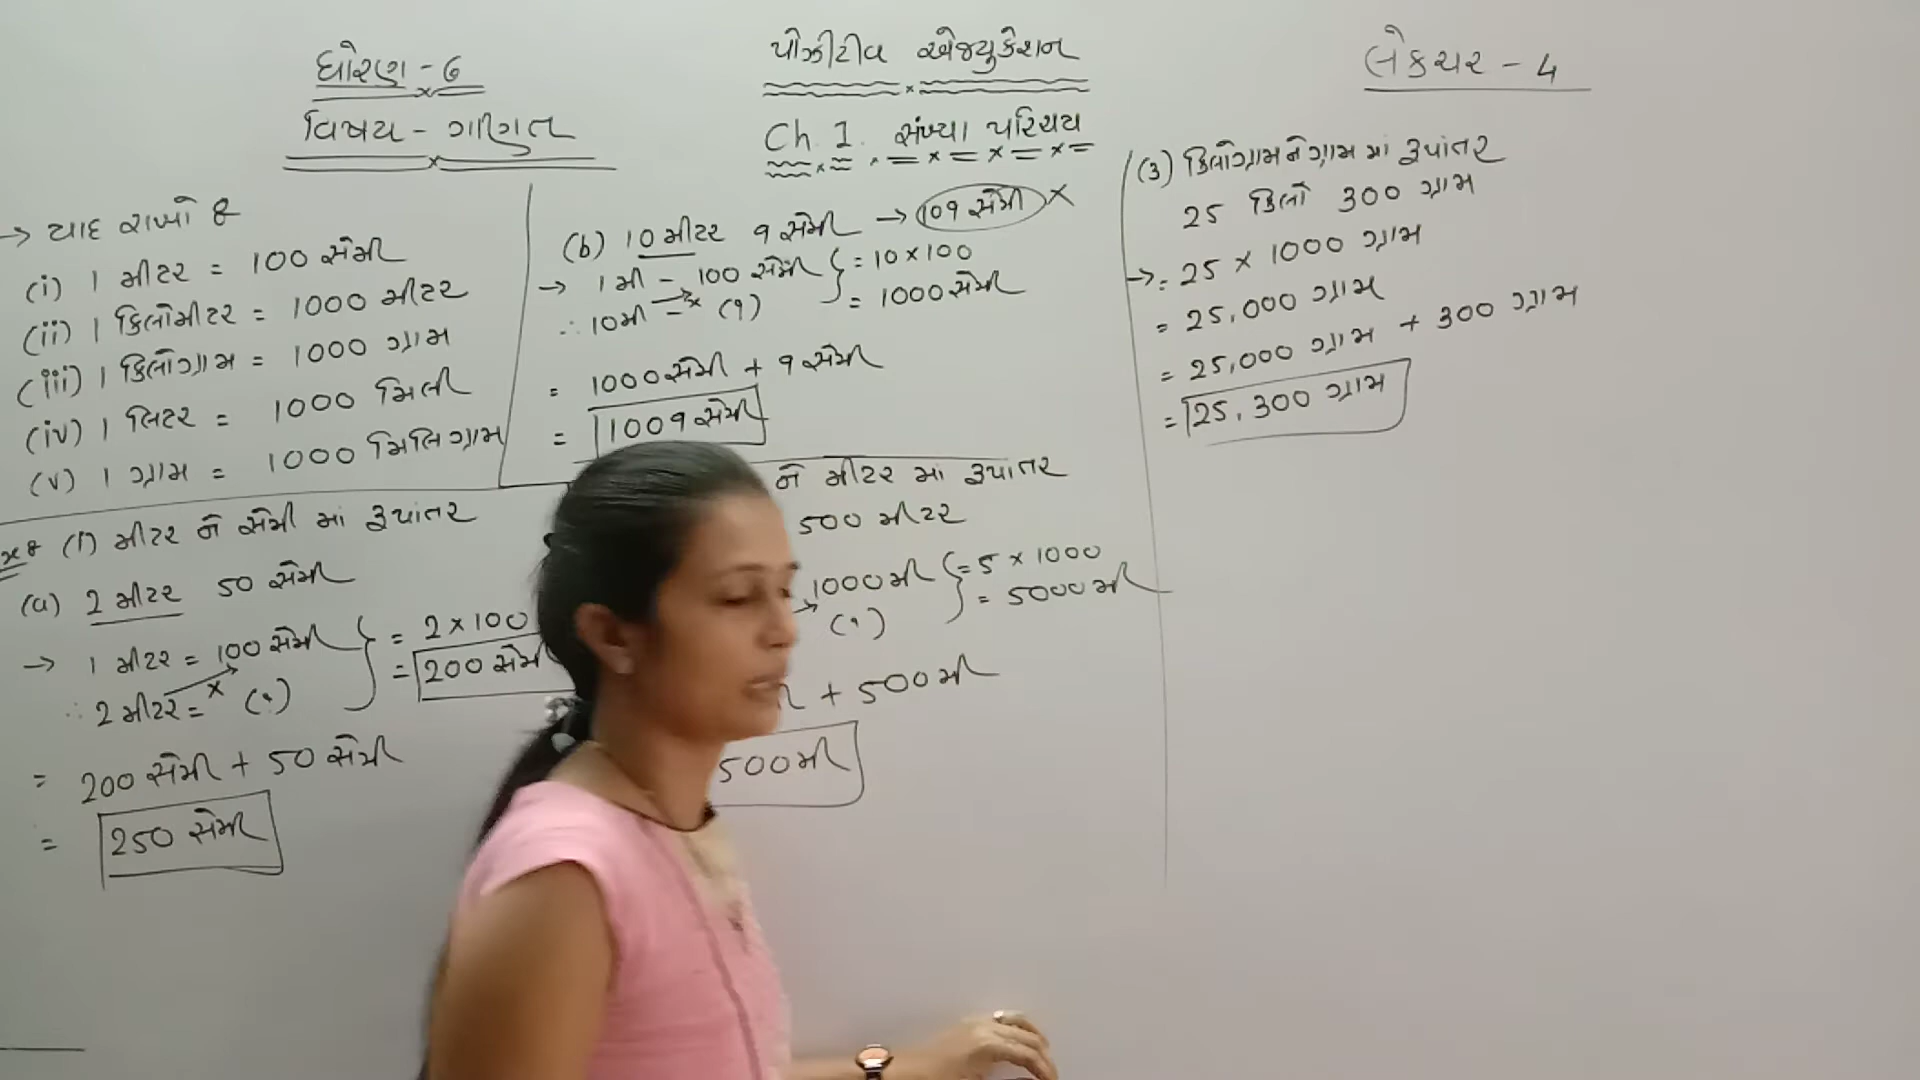 ધોરણ - ૬
વિષય - ગણિત
પોઝીટીવ એજ્યુકેશન
Ch. 1. સંખ્યા પરિચય
લેકચર - 4
→ યાદ રાખો :
(i) 1 મીટર = 100 સેમી
(ii) 1 કિલોમીટર = 1000 મીટર
(iii) 1 કિલોગ્રામ = 1000 ગ્રામ
(iv) 1 લિટર = 1000 મિલી
(v) 1 ગ્રામ = 1000 મિલિગ્રામ
(1) મીટર ને સેમી માં રૂપાંતર
(a) 2 મીટર 50 સેમી
→ 1 મીટર = 100 સેમી } = 2 × 100
∴ 2 મીટર = (?) = 200 સેમી
= 200 સેમી + 50 સેમી
= 250 સેમી
(b) 10 મીટર 9 સેમી → 109 સેમી ×
→ 1 મી - 100 સેમી } = 10 × 100
∴ 10 મી - (?) = 1000 સેમી
= 1000 સેમી + 9 સેમી
= 1009 સેમી
ને મીટર માં રૂપાંતર
500 મીટર
1000 મી } = 5 × 1000
(?) = 5000 મી
+ 500 મી
500 મી
(3) કિલોગ્રામ ને ગ્રામ માં રૂપાંતર
25 કિલો 300 ગ્રામ
→ = 25 × 1000 ગ્રામ
= 25,000 ગ્રામ
= 25,000 ગ્રામ + 300 ગ્રામ
= 25,300 ગ્રામ